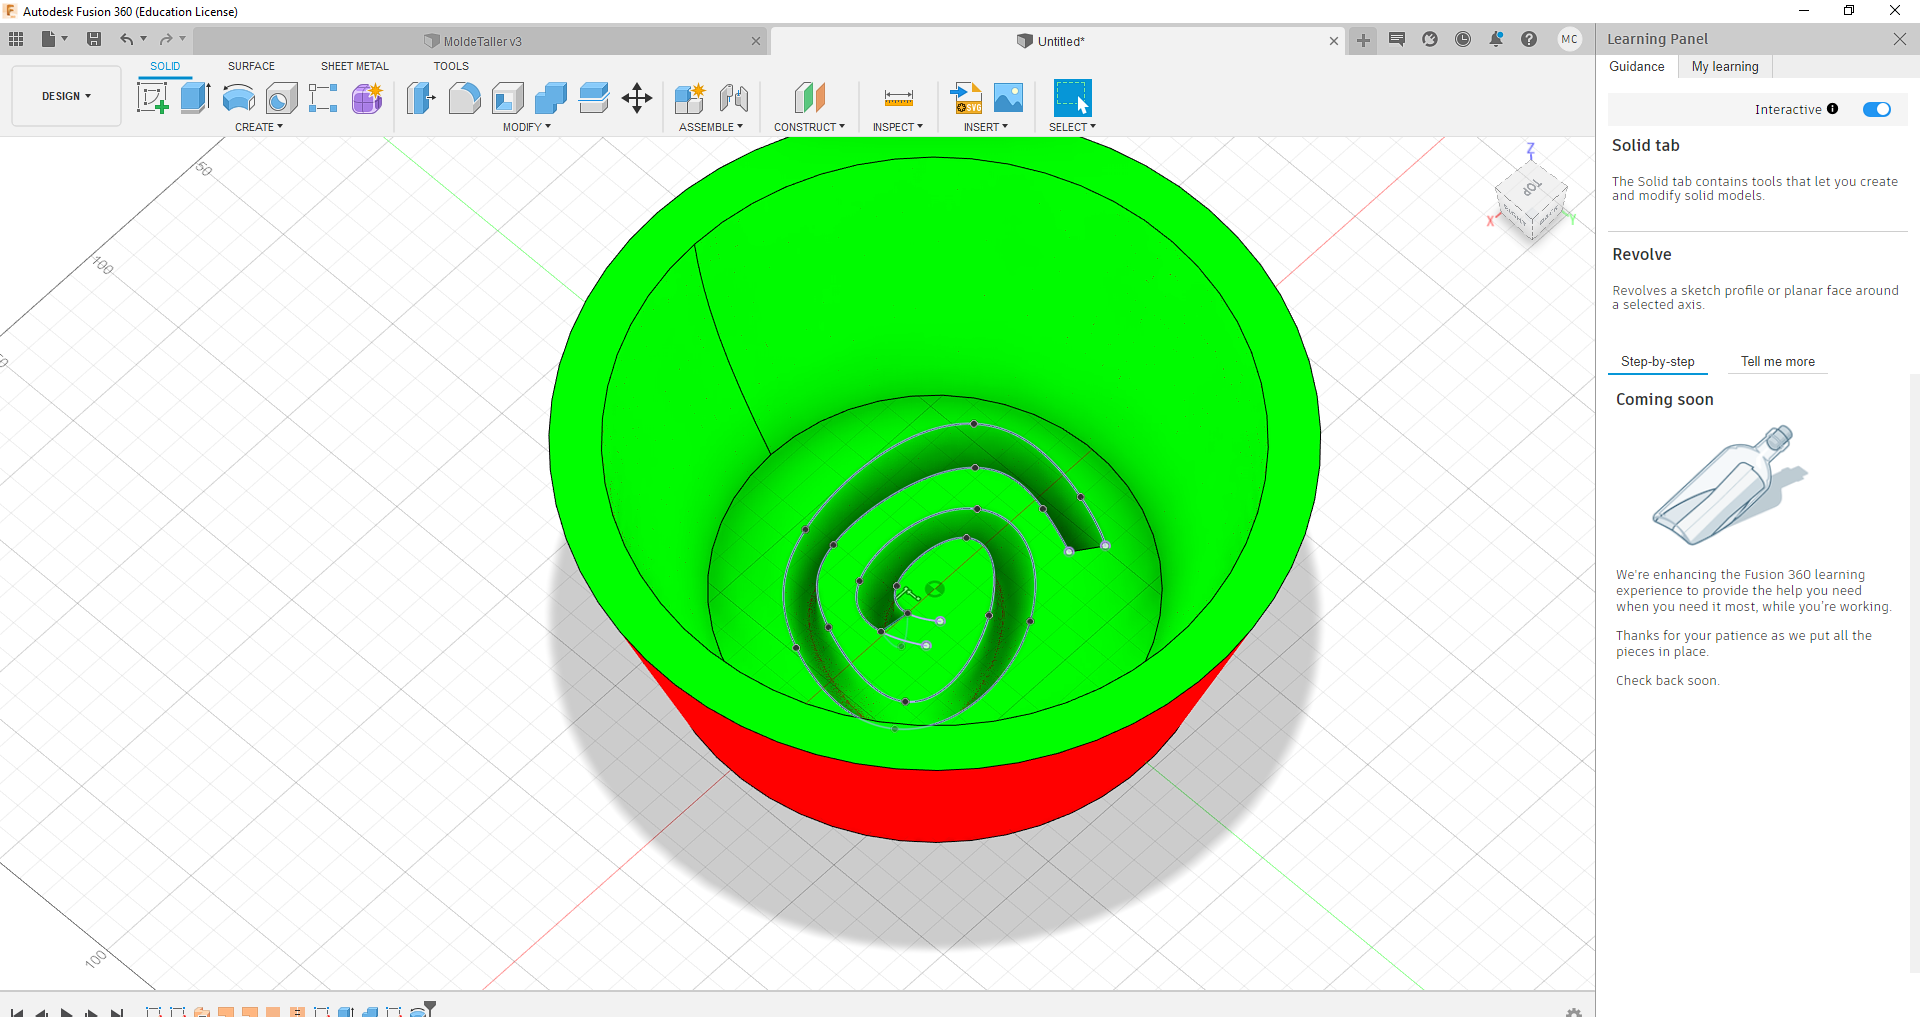 Autodesk Fusion 360 (Education License)
MoldeTaller v3
Untitled*
MC
Learning Panel
SOLID
SURFACE
SHEET METAL
TOOLS
Guidance
My learning
DESIGN
CREATE
MODIFY
ASSEMBLE
CONSTRUCT
INSPECT
INSERT
SELECT
SVG
Interactive
Solid tab
The Solid tab contains tools that let you create
and modify solid models.
Revolve
Revolves a sketch profile or planar face around
a selected axis.
Step-by-step
Tell me more
Coming soon
We're enhancing the Fusion 360 learning
experience to provide the help you need
when you need it most, while you're working.
Thanks for your patience as we put all the
pieces in place.
Check back soon.
50
100
100
Z
TOP
RIGHT
BACK
X
Y